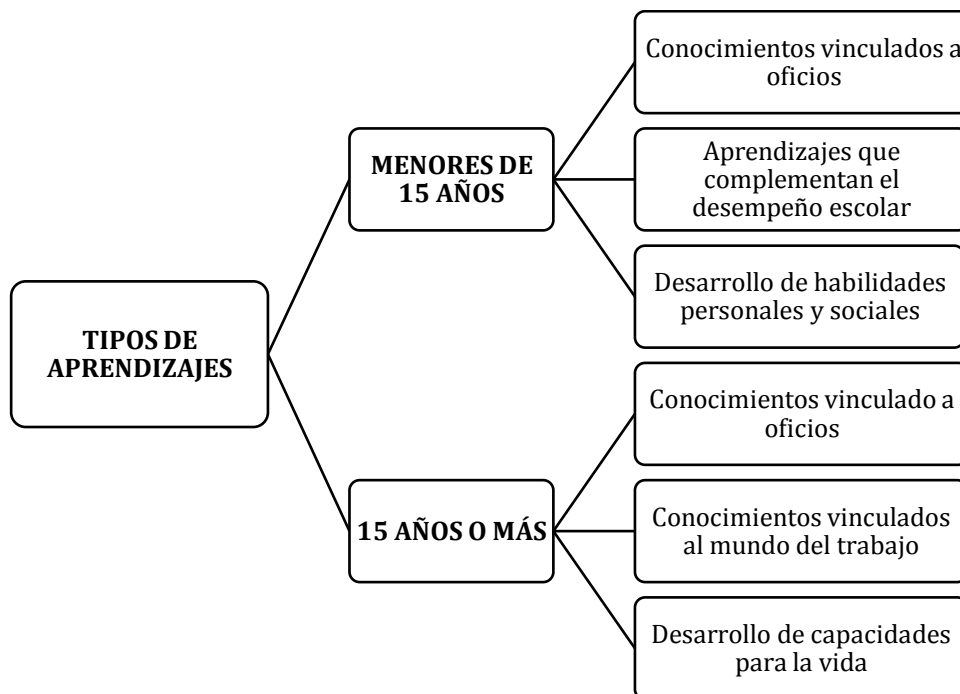 TIPOS DE
APRENDIZAJES
MENORES DE
15 AÑOS
Conocimientos vinculados a
oficios
Aprendizajes que
complementan el
desempeño escolar
Desarrollo de habilidades
personales y sociales
15 AÑOS O MÁS
Conocimientos vinculado a
oficios
Conocimientos vinculados
al mundo del trabajo
Desarrollo de capacidades
para la vida